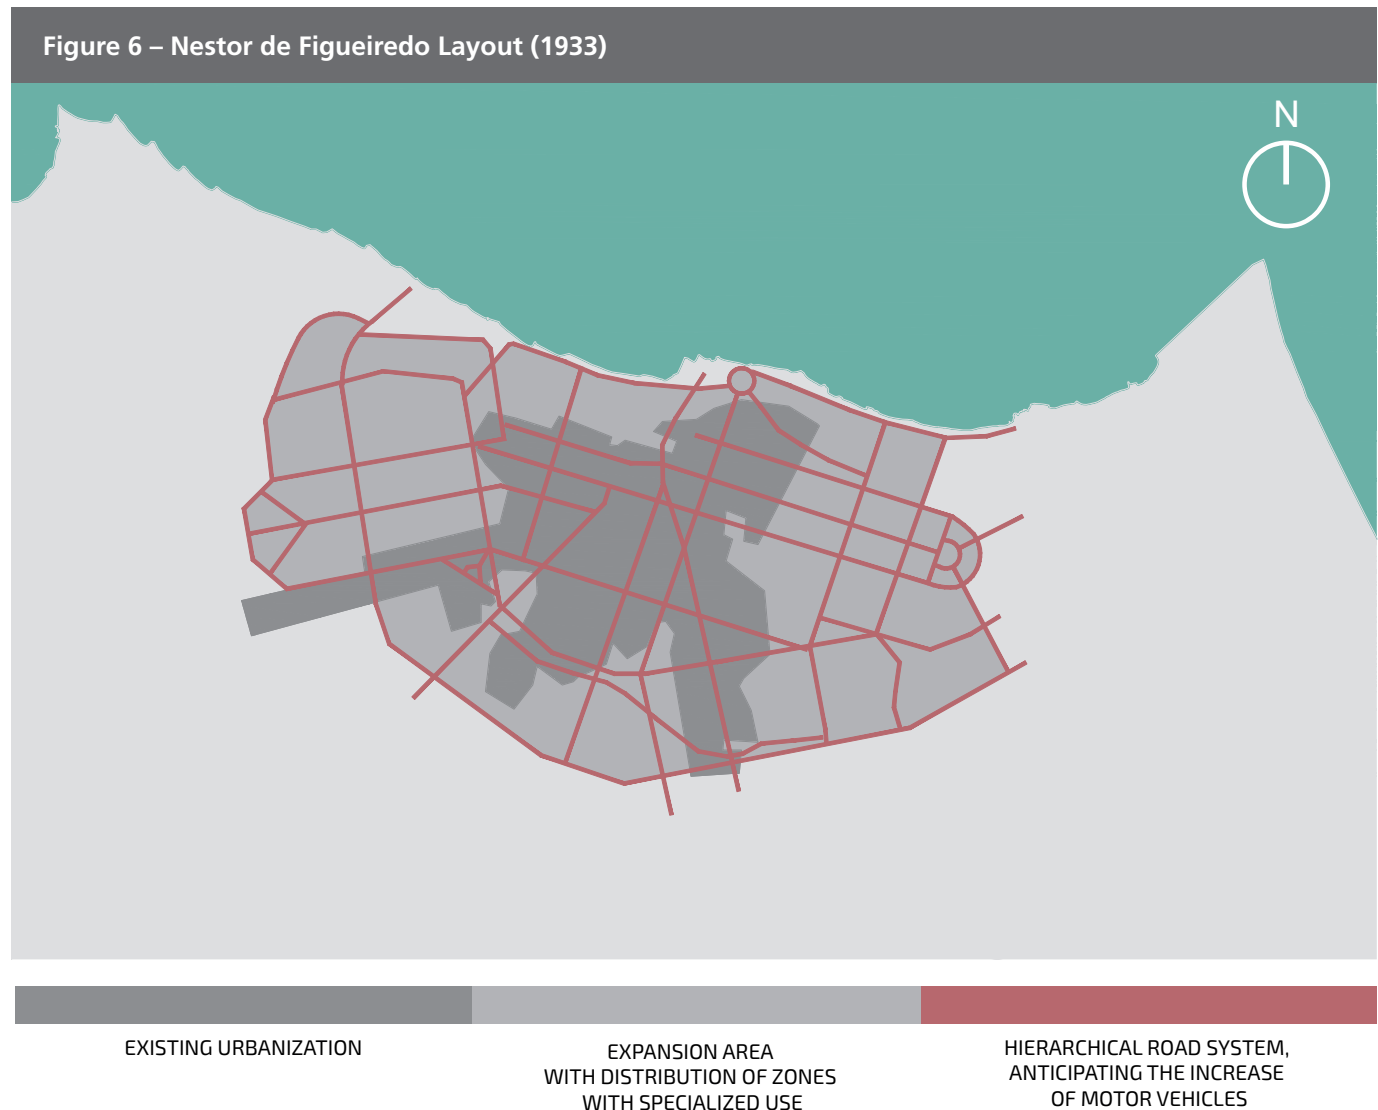 Figure 6 – Nestor de Figueiredo Layout (1933)
N
EXISTING URBANIZATION
EXPANSION AREA
WITH DISTRIBUTION OF ZONES
WITH SPECIALIZED USE
HIERARCHICAL ROAD SYSTEM,
ANTICIPATING THE INCREASE
OF MOTOR VEHICLES